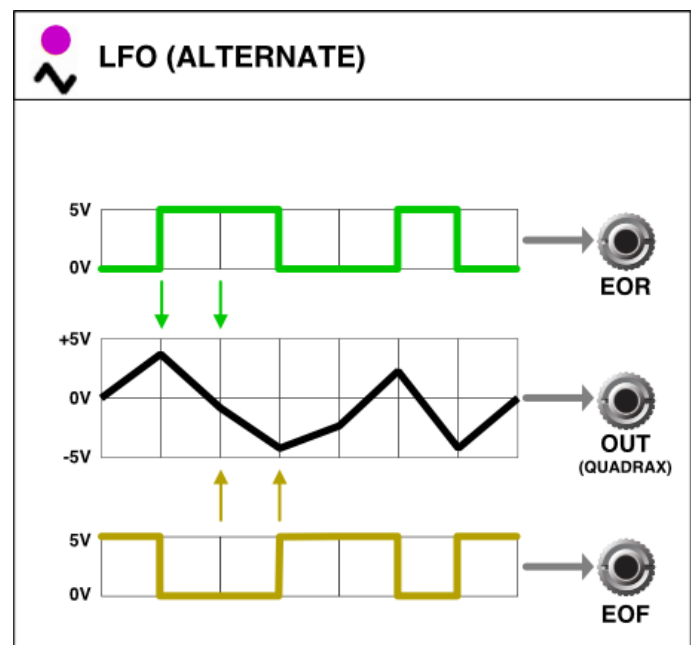 LFO (ALTERNATE)
5V
0V
EOR
+5V
0V
-5V
OUT
(QUADRAX)
5V
0V
EOF